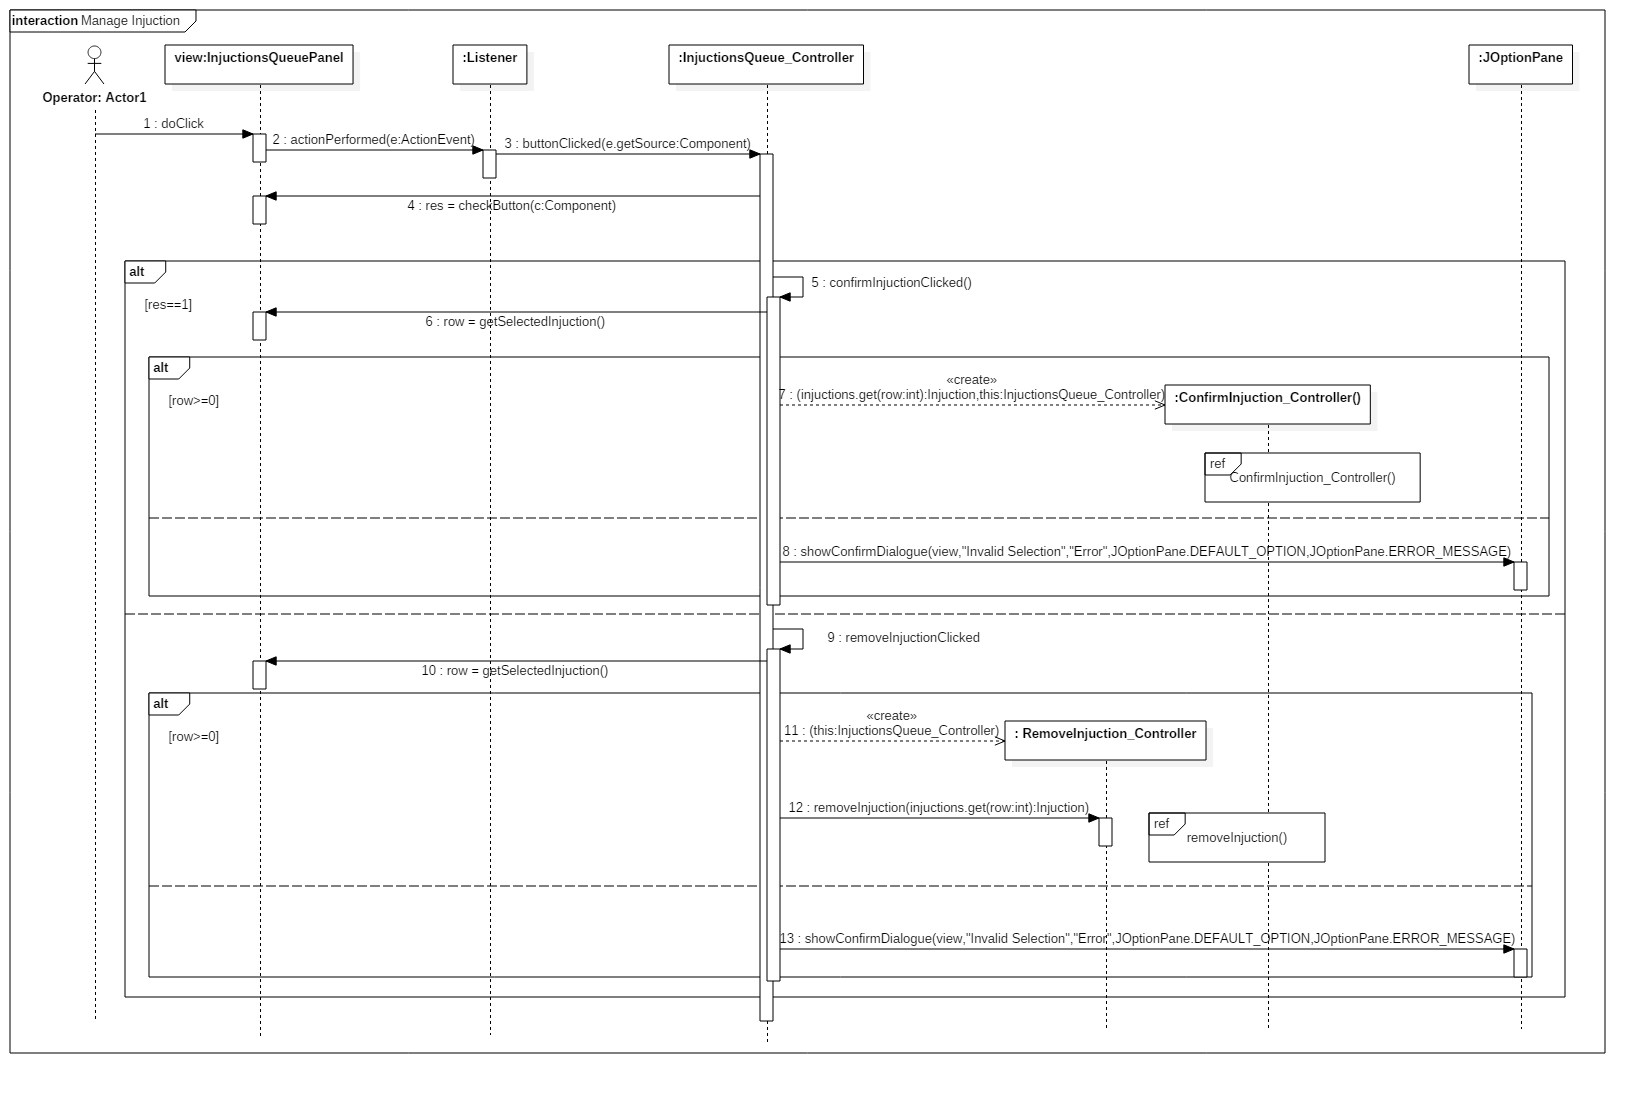 interaction Manage Injuction
view:InjuctionsQueuePanel
:Listener
:InjuctionsQueue_Controller
:JOptionPane
Operator: Actor1
1 : doClick
2 : actionPerformed(e:ActionEvent)
3 : buttonClicked(e.getSource:Component)
4 : res = checkButton(c:Component)
alt
5 : confirmInjuctionClicked()
[res==1]
6 : row = getSelectedInjuction()
alt
[row>=0]
«create»
7 : (injuctions.get(row:int):Injuction,this:InjuctionsQueue_Controller)
:ConfirmInjuction_Controller()
ref
ConfirmInjuction_Controller()
8 : showConfirmDialogue(view,"Invalid Selection","Error",JOptionPane.DEFAULT_OPTION,JOptionPane.ERROR_MESSAGE)
9 : removeInjuctionClicked
10 : row = getSelectedInjuction()
alt
[row>=0]
«create»
11 : (this:InjuctionsQueue_Controller)
: RemoveInjuction_Controller
12 : removeInjuction(injuctions.get(row:int):Injuction)
ref
removeInjuction()
13 : showConfirmDialogue(view,"Invalid Selection","Error",JOptionPane.DEFAULT_OPTION,JOptionPane.ERROR_MESSAGE)